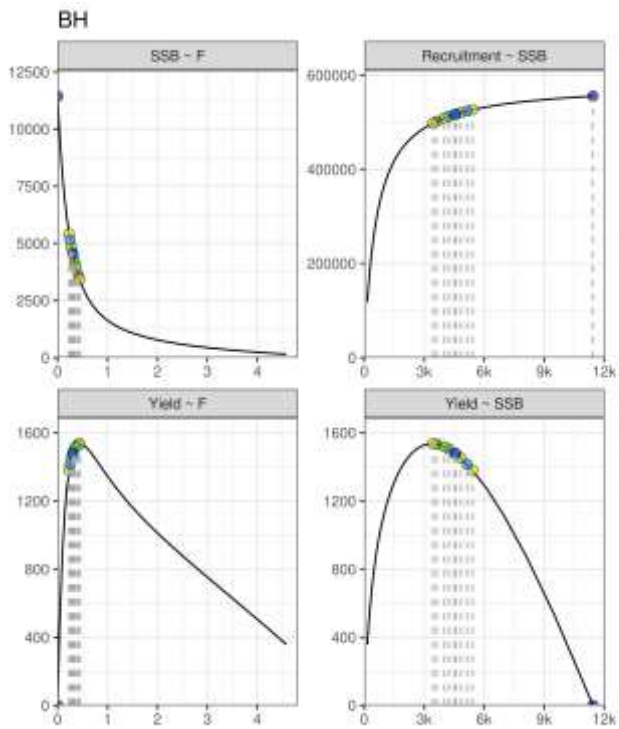 BH
SSB ~ F
Recruitment ~ SSB
12500
10000
7500
5000
2500
0
0 1 2 3 4
600000
400000
200000
0
0 3k 6k 9k 12k
Yield ~ F
Yield ~ SSB
1600
1200
800
400
0
0 1 2 3 4
1600
1200
800
400
0
0 3k 6k 9k 12k